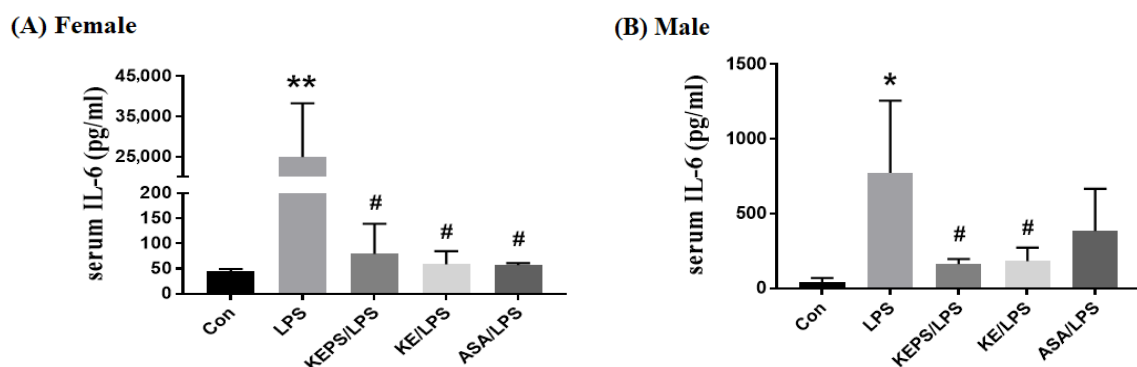 (A) Female
serum IL-6 (pg/ml)
45,000
35,000
25,000
200
150
100
50
0
**
#
#
#
Con
LPS
KEPS/LPS
KE/LPS
ASA/LPS
(B) Male
serum IL-6 (pg/ml)
1500
1000
500
0
*
#
#
Con
LPS
KEPS/LPS
KE/LPS
ASA/LPS